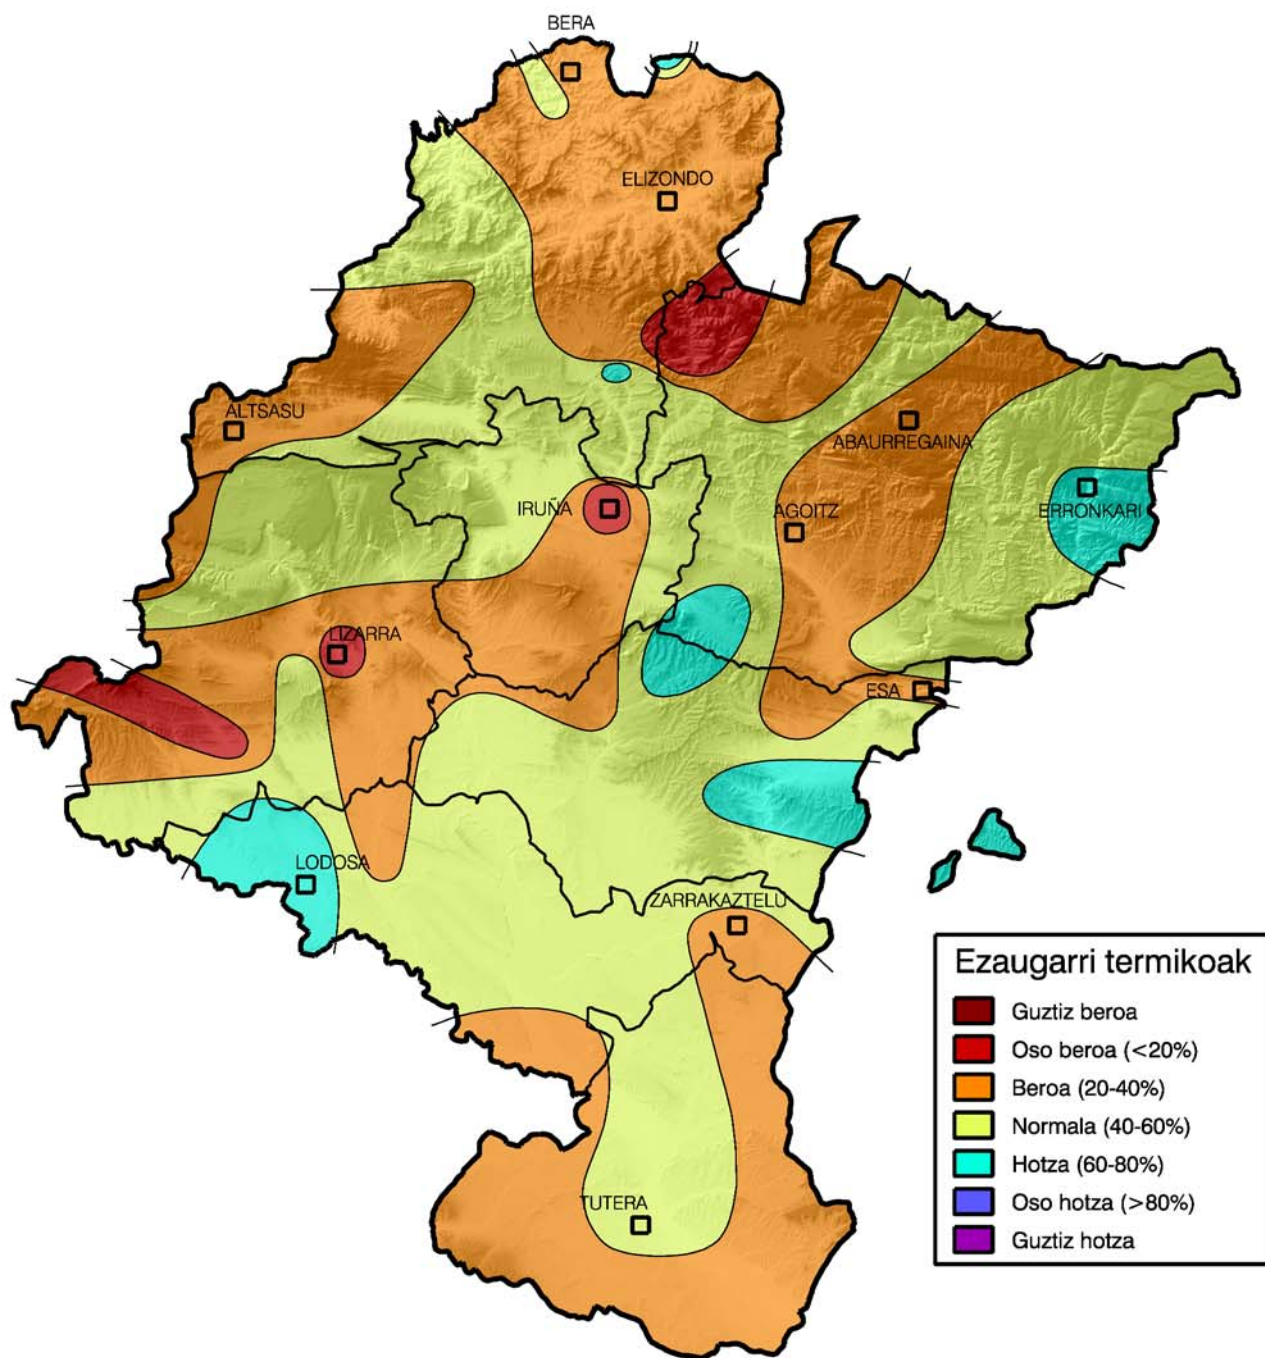 BERA
ELIZONDO
ALTSASU
ABAURREGAINA
ERRONKARI
IRUÑA
AGOITZ
LIZARRA
ESA
LODOSA
ZARRAKAZTELU
TUTERA
Ezaugarri termikoak
Guztiz beroa
Oso beroa (<20%)
Beroa (20-40%)
Normala (40-60%)
Hotza (60-80%)
Oso hotza (>80%)
Guztiz hotza